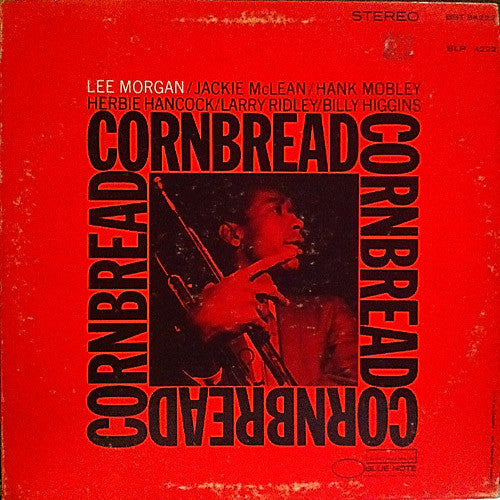 STEREO BST 84222
BLP 4222
LEE MORGAN/JACKIE McLEAN/HANK MOBLEY
HERBIE HANCOCK/LARRY RIDLEY/BILLY HIGGINS
CORNBREAD
CORNBREAD
CORNBREAD
CORNBREAD
BLUE NOTE